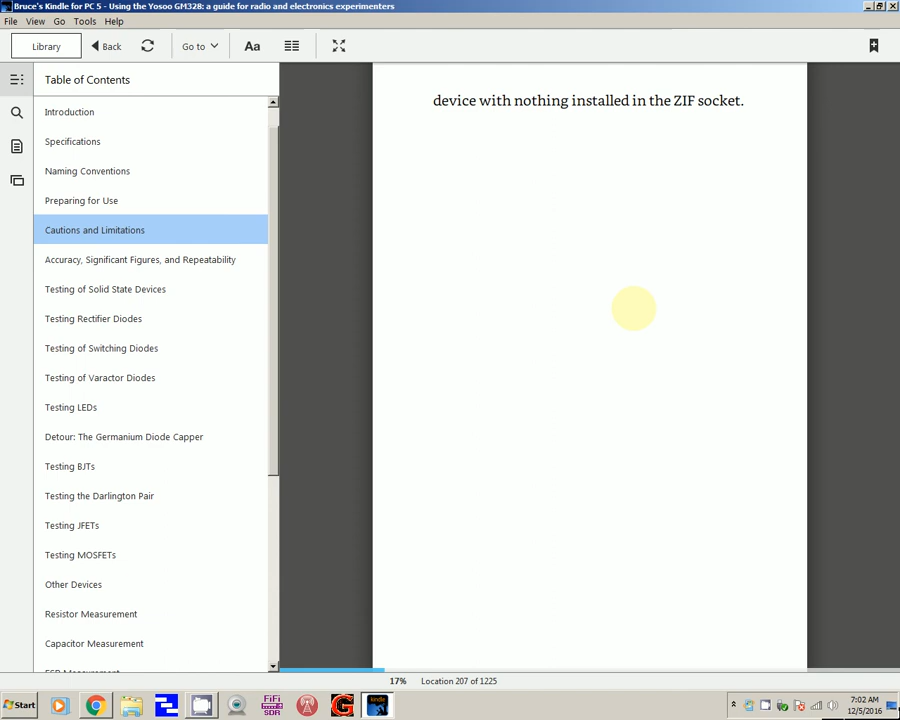 Bruce's Kindle for PC 5 - Using the Yosoo GM328: a guide for radio and electronics experimenters
File View Go Tools Help
Library Back Go to Aa
Table of Contents
Introduction
Specifications
Naming Conventions
Preparing for Use
Cautions and Limitations
Accuracy, Significant Figures, and Repeatability
Testing of Solid State Devices
Testing Rectifier Diodes
Testing of Switching Diodes
Testing of Varactor Diodes
Testing LEDs
Detour: The Germanium Diode Capper
Testing BJTs
Testing the Darlington Pair
Testing JFETs
Testing MOSFETs
Other Devices
Resistor Measurement
Capacitor Measurement
ESR Measurement
device with nothing installed in the ZIF socket.
17% Location 207 of 1225
Start
FiFi
SDR
G
kindle
7:02 AM
12/5/2016